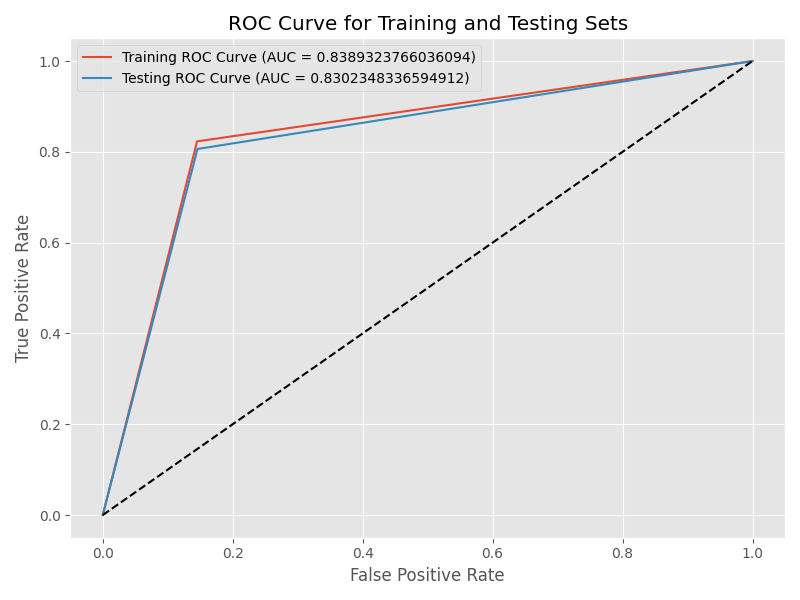 ROC Curve for Training and Testing Sets
Training ROC Curve (AUC = 0.8389323766036094)
Testing ROC Curve (AUC = 0.8302348336594912)
1.0
0.8
0.6
0.4
0.2
0.0
True Positive Rate
0.0 0.2 0.4 0.6 0.8 1.0
False Positive Rate